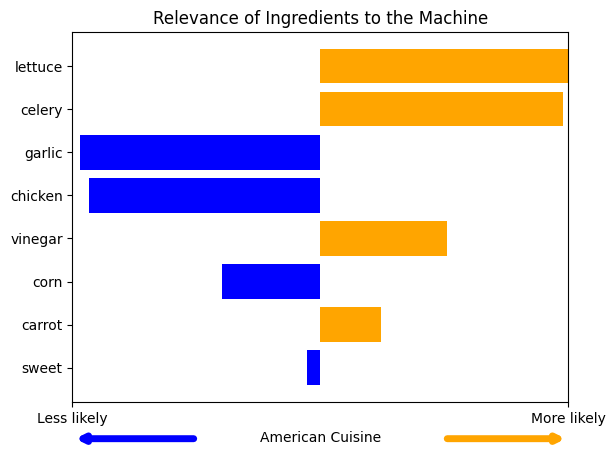 Relevance of Ingredients to the Machine
lettuce
celery
garlic
chicken
vinegar
corn
carrot
sweet
Less likely
More likely
American Cuisine